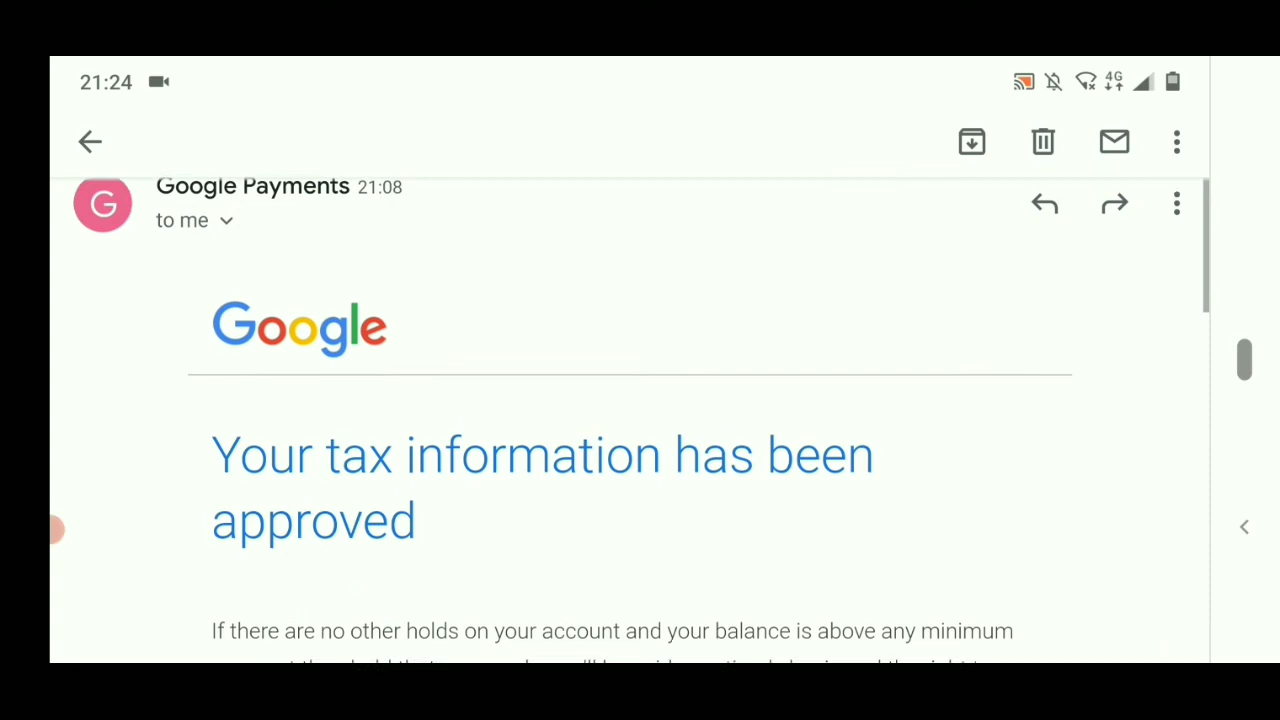 21:24
4G
Google Payments 21:08
G
to me
Google
Your tax information has been
approved
If there are no other holds on your account and your balance is above any minimum